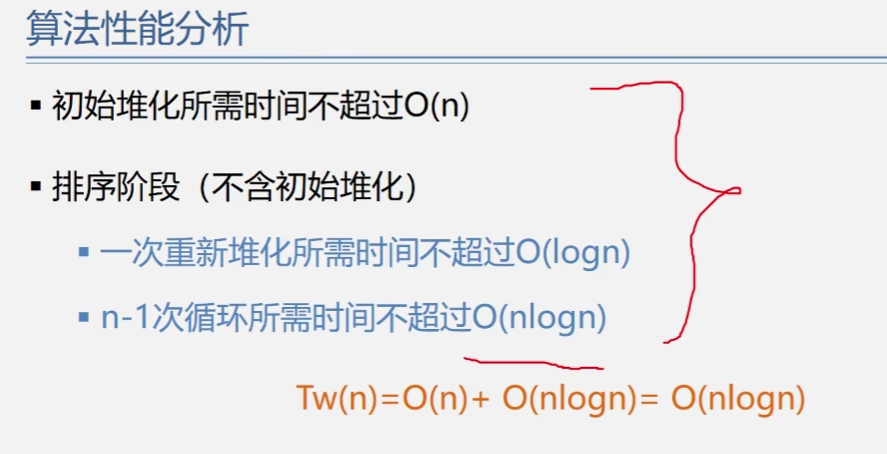 算法性能分析
▪ 初始堆化所需时间不超过O(n)
▪ 排序阶段（不含初始堆化）
▪ 一次重新堆化所需时间不超过O(logn)
▪ n-1次循环所需时间不超过O(nlogn)
Tw(n)=O(n)+ O(nlogn)= O(nlogn)